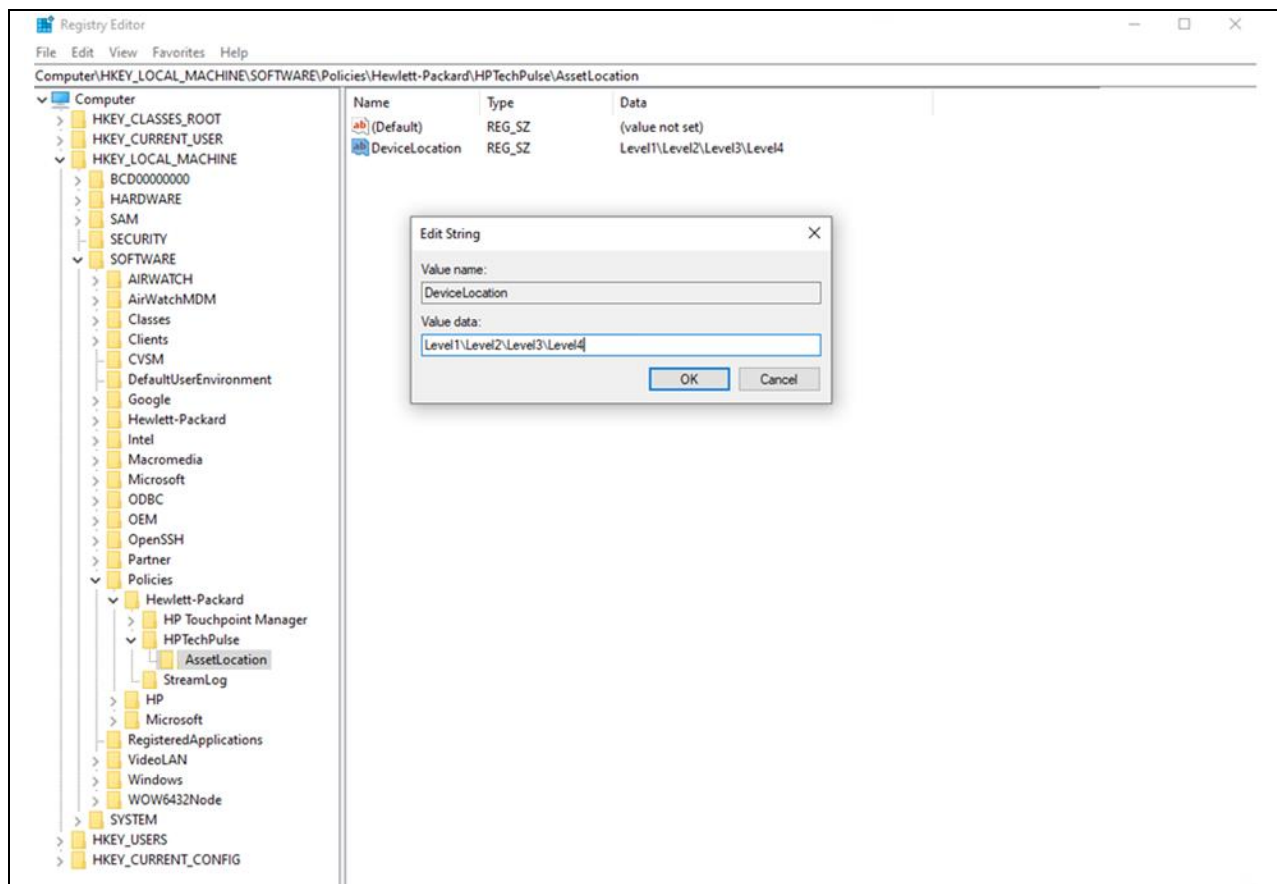 Registry Editor
File Edit View Favorites Help
Computer\HKEY_LOCAL_MACHINE\SOFTWARE\Policies\Hewlett-Packard\HPTechPulse\AssetLocation
Computer
HKEY_CLASSES_ROOT
HKEY_CURRENT_USER
HKEY_LOCAL_MACHINE
BCD00000000
HARDWARE
SAM
SECURITY
SOFTWARE
AIRWATCH
AirWatchMDM
Classes
Clients
CVSM
DefaultUserEnvironment
Google
Hewlett-Packard
Intel
Macromedia
Microsoft
ODBC
OEM
OpenSSH
Partner
Policies
Hewlett-Packard
HP Touchpoint Manager
HPTechPulse
AssetLocation
StreamLog
HP
Microsoft
RegisteredApplications
VideoLAN
Windows
WOW6432Node
SYSTEM
HKEY_USERS
HKEY_CURRENT_CONFIG
Name Type Data
ab (Default) REG_SZ (value not set)
ab DeviceLocation REG_SZ Level1\Level2\Level3\Level4
Edit String
Value name:
DeviceLocation
Value data:
Level1\Level2\Level3\Level4
OK Cancel